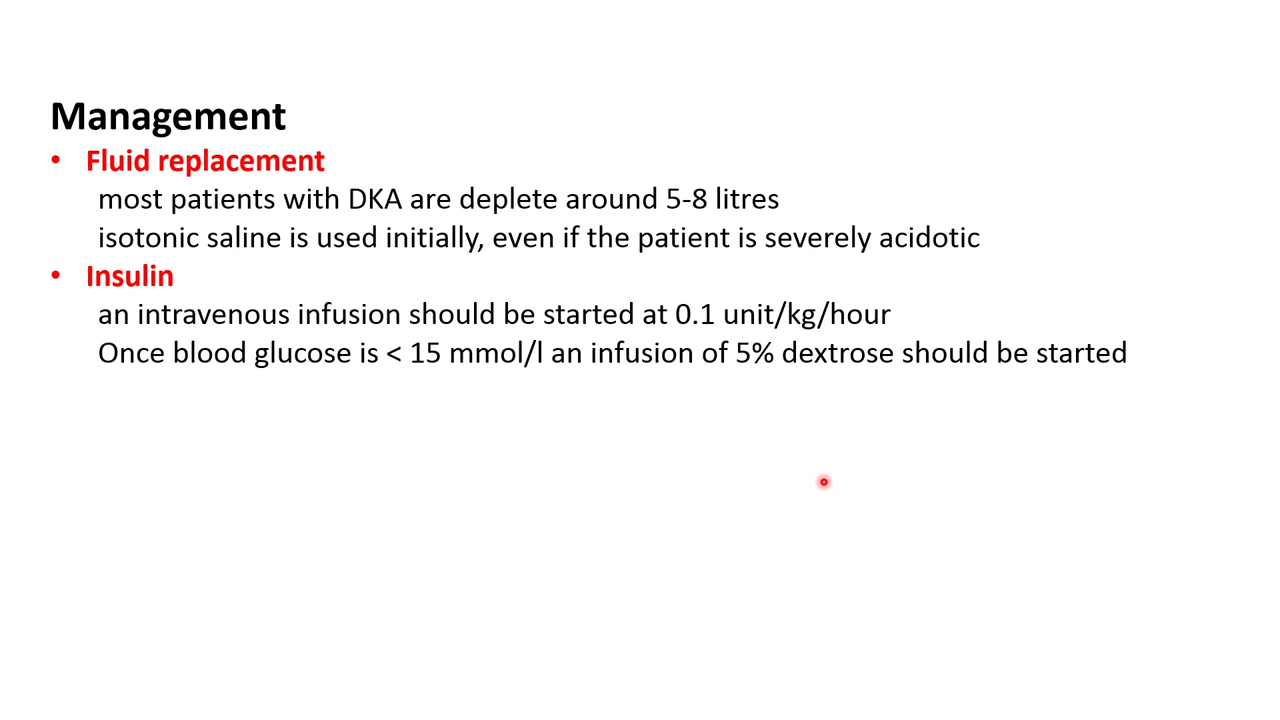 Management
• Fluid replacement
most patients with DKA are deplete around 5-8 litres
isotonic saline is used initially, even if the patient is severely acidotic
• Insulin
an intravenous infusion should be started at 0.1 unit/kg/hour
Once blood glucose is < 15 mmol/l an infusion of 5% dextrose should be started